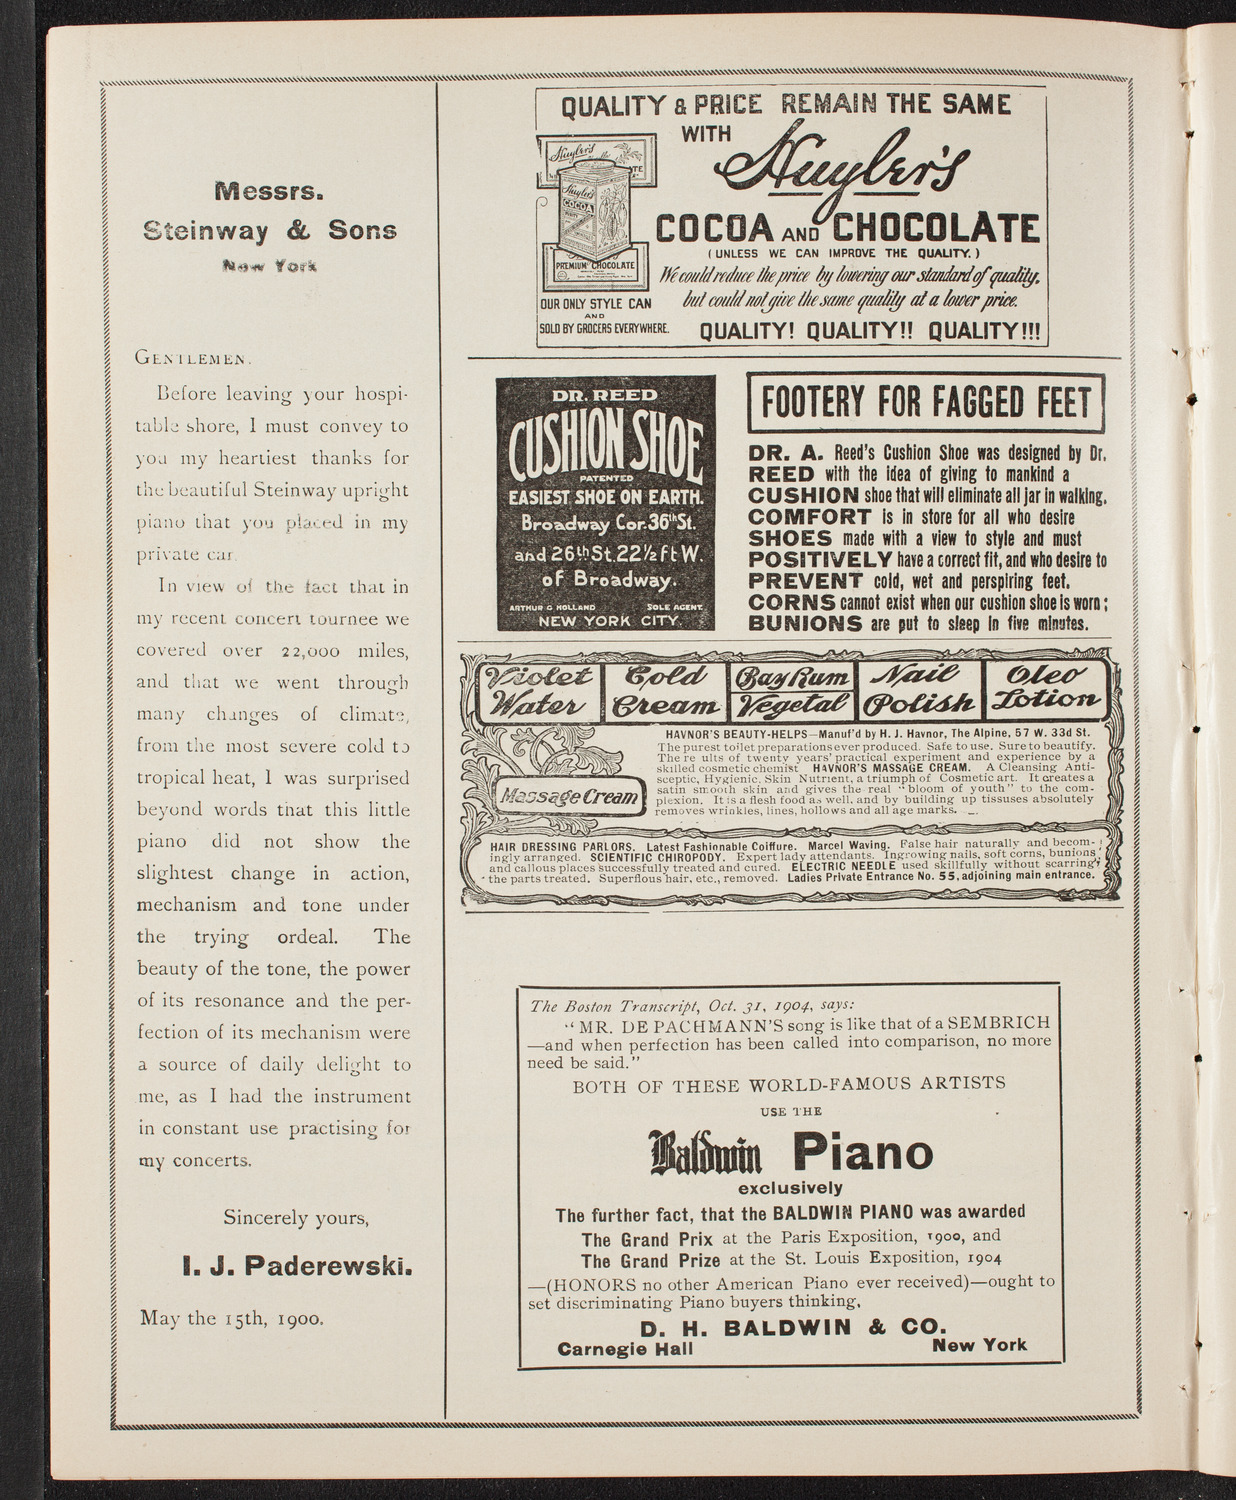 Messrs.
Steinway & Sons
New York
GENTLEMEN.
Before leaving your hospi-
table shore, I must convey to
you my heartiest thanks for
the beautiful Steinway upright
piano that you placed in my
private car.
In view of the fact that in
my recent concert tournee we
covered over 22,000 miles,
and that we went through
many changes of climate,
from the most severe cold to
tropical heat, I was surprised
beyond words that this little
piano did not show the
slightest change in action,
mechanism and tone under
the trying ordeal. The
beauty of the tone, the power
of its resonance and the per-
fection of its mechanism were
a source of daily delight to
me, as I had the instrument
in constant use practising for
my concerts.
Sincerely yours,
I. J. Paderewski.
May the 15th, 1900.
QUALITY & PRICE REMAIN THE SAME
WITH Huyler's
COCOA AND CHOCOLATE
(UNLESS WE CAN IMPROVE THE QUALITY.)
We could reduce the price by lowering our standard of quality,
but could not give the same quality at a lower price.
QUALITY! QUALITY!! QUALITY!!!
Huyler's
Huyler's
COCOA
PREMIUM CHOCOLATE
OUR ONLY STYLE CAN
AND
SOLD BY GROCERS EVERYWHERE.
DR. REED
CUSHION SHOE
PATENTED
EASIEST SHOE ON EARTH.
Broadway Cor. 36th St.
and 26th St. 22½ ft W.
of Broadway.
ARTHUR G HOLLAND SOLE AGENT.
NEW YORK CITY.
FOOTERY FOR FAGGED FEET
DR. A. Reed's Cushion Shoe was designed by Dr.
REED with the idea of giving to mankind a
CUSHION shoe that will eliminate all jar in walking.
COMFORT is in store for all who desire
SHOES made with a view to style and must
POSITIVELY have a correct fit, and who desire to
PREVENT cold, wet and perspiring feet.
CORNS cannot exist when our cushion shoe is worn;
BUNIONS are put to sleep in five minutes.
Violet Water
Cold Cream
Bay Rum
Vegetal
Nail Polish
Oleo Lotion
Massage Cream
HAVNOR'S BEAUTY-HELPS—Manuf'd by H. J. Havnor, The Alpine, 57 W. 33d St.
The purest toilet preparations ever produced. Safe to use. Sure to beautify.
The re ults of twenty years' practical experiment and experience by a
skilled cosmetic chemist HAVNOR'S MASSAGE CREAM. A Cleansing Anti-
sceptic, Hygienic, Skin Nutrient, a triumph of Cosmetic art. It creates a
satin smooth skin and gives the real "bloom of youth" to the com-
plexion. It is a flesh food as well, and by building up tissuses absolutely
removes wrinkles, lines, hollows and all age marks.
HAIR DRESSING PARLORS. Latest Fashionable Coiffure. Marcel Waving. False hair naturally and becom-
ingly arranged. SCIENTIFIC CHIROPODY. Expert lady attendants. Ingrowing nails, soft corns, bunions
and callous places successfully treated and cured. ELECTRIC NEEDLE used skillfully without scarring
the parts treated. Superflous hair, etc., removed. Ladies Private Entrance No. 55, adjoining main entrance.
The Boston Transcript, Oct. 31, 1904, says:
"MR. DE PACHMANN'S song is like that of a SEMBRICH
—and when perfection has been called into comparison, no more
need be said."
BOTH OF THESE WORLD-FAMOUS ARTISTS
USE THE
Baldwin Piano
exclusively
The further fact, that the BALDWIN PIANO was awarded
The Grand Prix at the Paris Exposition, 1900, and
The Grand Prize at the St. Louis Exposition, 1904
—(HONORS no other American Piano ever received)—ought to
set discriminating Piano buyers thinking.
D. H. BALDWIN & CO.
Carnegie Hall New York